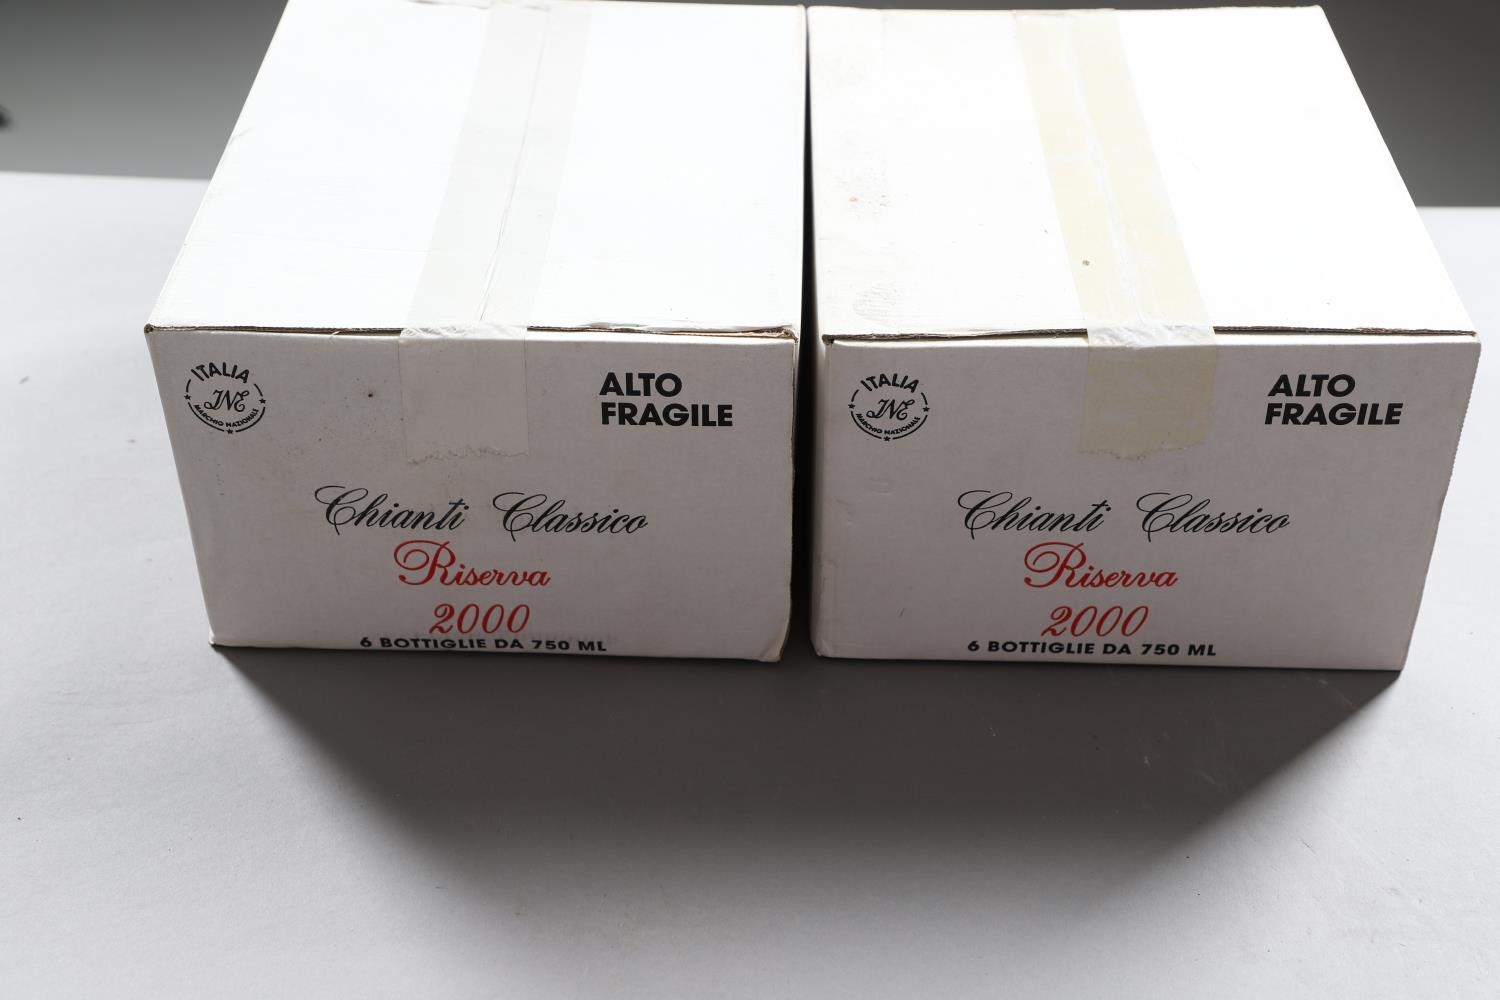 ITALIA
INE
MARCHIO NAZIONALE
ALTO
FRAGILE
Chianti Classico
Riserva
2000
6 BOTTIGLIE DA 750 ML
ITALIA
INE
MARCHIO NAZIONALE
ALTO
FRAGILE
Chianti Classico
Riserva
2000
6 BOTTIGLIE DA 750 ML